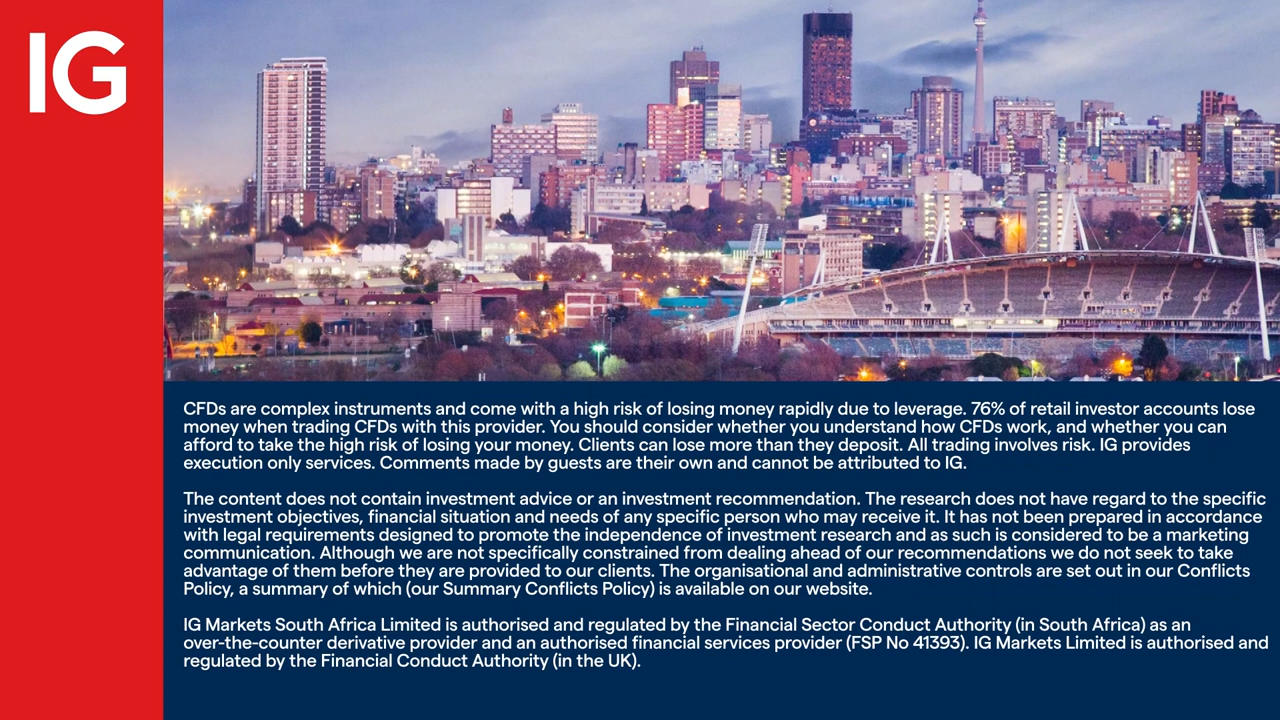 IG
CFDs are complex instruments and come with a high risk of losing money rapidly due to leverage. 76% of retail investor accounts lose
money when trading CFDs with this provider. You should consider whether you understand how CFDs work, and whether you can
afford to take the high risk of losing your money. Clients can lose more than they deposit. All trading involves risk. IG provides
execution only services. Comments made by guests are their own and cannot be attributed to IG.
The content does not contain investment advice or an investment recommendation. The research does not have regard to the specific
investment objectives, financial situation and needs of any specific person who may receive it. It has not been prepared in accordance
with legal requirements designed to promote the independence of investment research and as such is considered to be a marketing
communication. Although we are not specifically constrained from dealing ahead of our recommendations we do not seek to take
advantage of them before they are provided to our clients. The organisational and administrative controls are set out in our Conflicts
Policy, a summary of which (our Summary Conflicts Policy) is available on our website.
IG Markets South Africa Limited is authorised and regulated by the Financial Sector Conduct Authority (in South Africa) as an
over-the-counter derivative provider and an authorised financial services provider (FSP No 41393). IG Markets Limited is authorised and
regulated by the Financial Conduct Authority (in the UK).